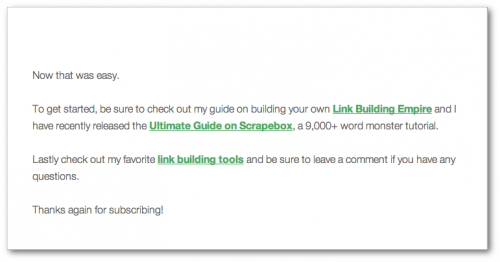 Now that was easy.
To get started, be sure to check out my guide on building your own Link Building Empire and I
have recently released the Ultimate Guide on Scrapebox, a 9,000+ word monster tutorial.
Lastly check out my favorite link building tools and be sure to leave a comment if you have any
questions.
Thanks again for subscribing!